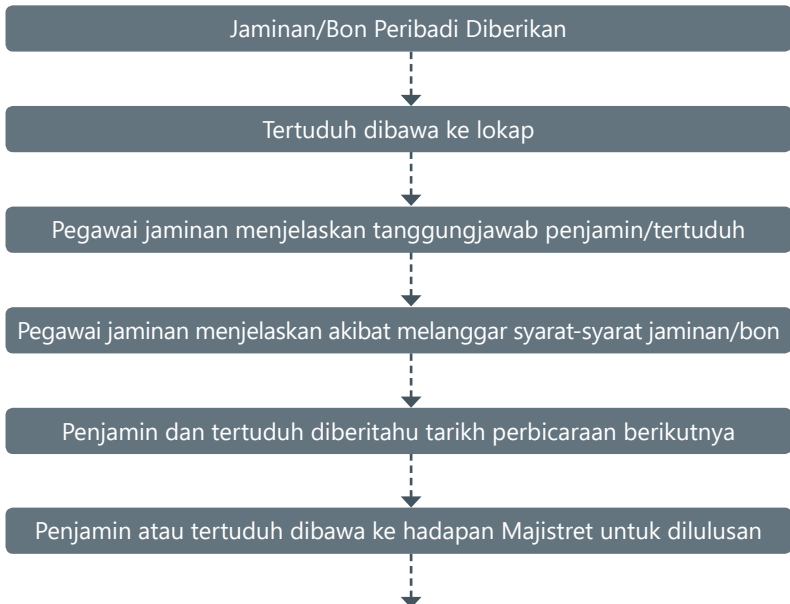 Jaminan/Bon Peribadi Diberikan
Tertuduh dibawa ke lokap
Pegawai jaminan menjelaskan tanggungjawab penjamin/tertuduh
Pegawai jaminan menjelaskan akibat melanggar syarat-syarat jaminan/bon
Penjamin dan tertuduh diberitahu tarikh perbicaraan berikutnya
Penjamin atau tertuduh dibawa ke hadapan Majistret untuk dilulusan